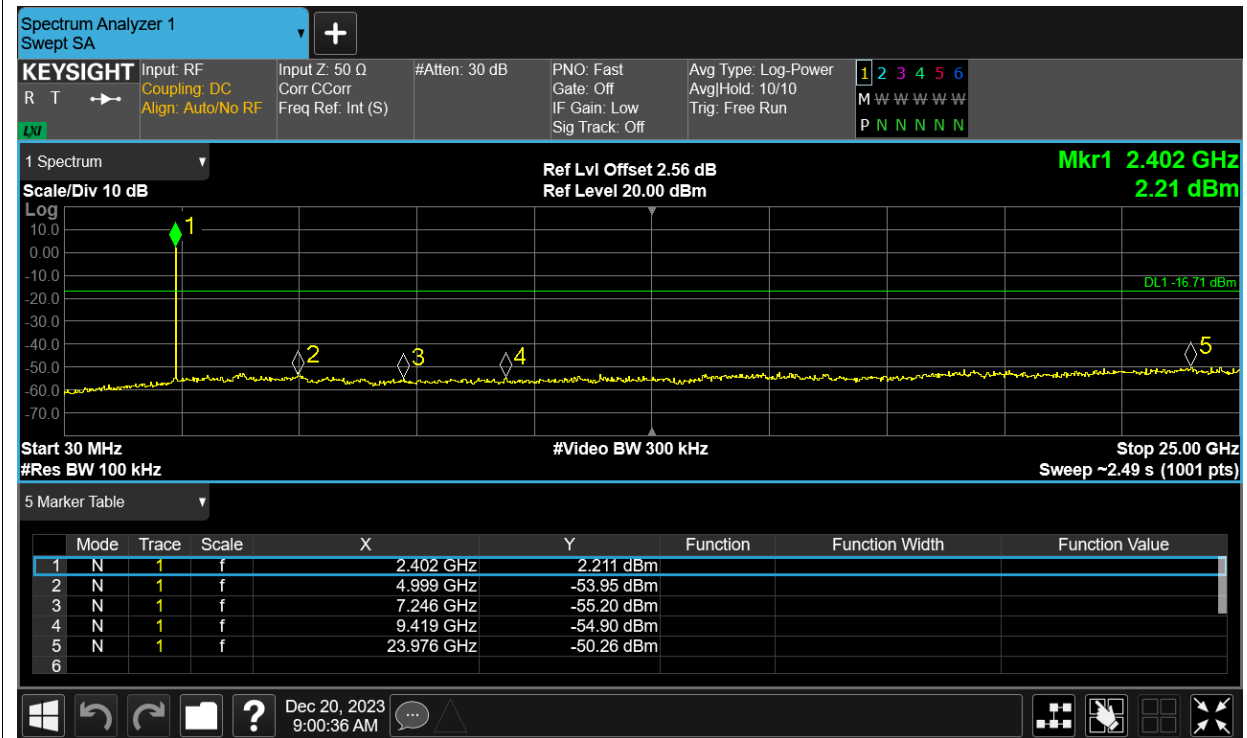 Spectrum Analyzer 1
Swept SA
+
KEYSIGHT
R T
LXI
Input: RF
Coupling: DC
Align: Auto/No RF
Input Z: 50 Ω
Corr CCorr
Freq Ref: Int (S)
#Atten: 30 dB
PNO: Fast
Gate: Off
IF Gain: Low
Sig Track: Off
Avg Type: Log-Power
Avg|Hold: 10/10
Trig: Free Run
1 2 3 4 5 6
M W W W W W
P N N N N N
1 Spectrum
Scale/Div 10 dB
Ref Lvl Offset 2.56 dB
Ref Level 20.00 dBm
Mkr1 2.402 GHz
2.21 dBm
Log
10.0
0.00
-10.0
-20.0
-30.0
-40.0
-50.0
-60.0
-70.0
1
DL1 -16.71 dBm
2
3
4
5
Start 30 MHz
#Res BW 100 kHz
#Video BW 300 kHz
Stop 25.00 GHz
Sweep ~2.49 s (1001 pts)
5 Marker Table
Mode Trace Scale X Y Function Function Width Function Value
1 N 1 f 2.402 GHz 2.211 dBm
2 N 1 f 4.999 GHz -53.95 dBm
3 N 1 f 7.246 GHz -55.20 dBm
4 N 1 f 9.419 GHz -54.90 dBm
5 N 1 f 23.976 GHz -50.26 dBm
6
?
Dec 20, 2023
9:00:36 AM